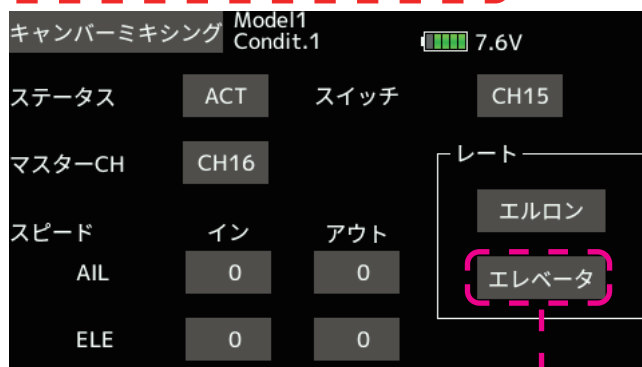 キャンバーミキシング Model1
Condit.1 7.6V
ステータス ACT スイッチ CH15
マスターCH CH16 レート
エルロン
スピード イン アウト
AIL 0 0 エレベータ
ELE 0 0